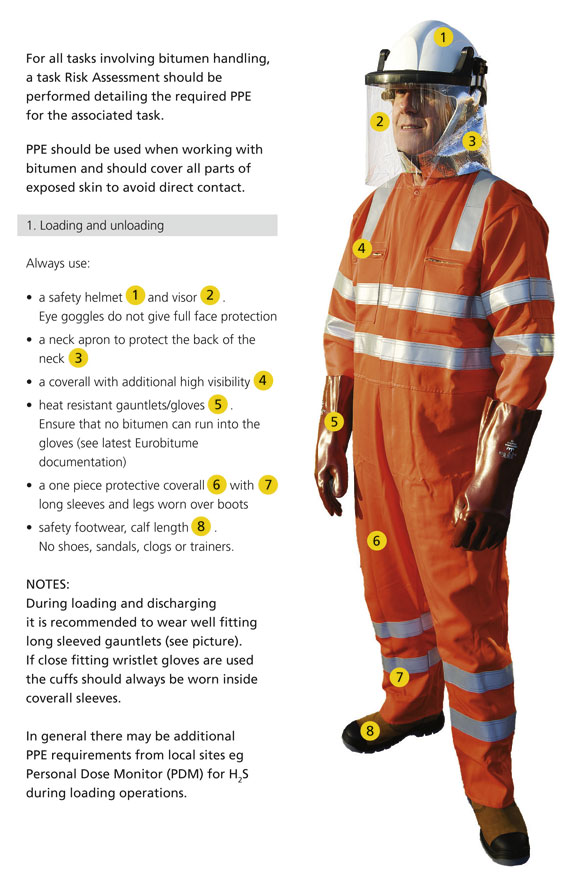 For all tasks involving bitumen handling,
a task Risk Assessment should be
performed detailing the required PPE
for the associated task.
PPE should be used when working with
bitumen and should cover all parts of
exposed skin to avoid direct contact.
1. Loading and unloading
Always use:
• a safety helmet 1 and visor 2 .
Eye goggles do not give full face protection
• a neck apron to protect the back of the
neck 3
• a coverall with additional high visibility 4
• heat resistant gauntlets/gloves 5 .
Ensure that no bitumen can run into the
gloves (see latest Eurobitume
documentation)
• a one piece protective coverall 6 with 7
long sleeves and legs worn over boots
• safety footwear, calf length 8 .
No shoes, sandals, clogs or trainers.
NOTES:
During loading and discharging
it is recommended to wear well fitting
long sleeved gauntlets (see picture).
If close fitting wristlet gloves are used
the cuffs should always be worn inside
coverall sleeves.
In general there may be additional
PPE requirements from local sites eg
Personal Dose Monitor (PDM) for H2S
during loading operations.
1
2
3
4
5
6
7
8